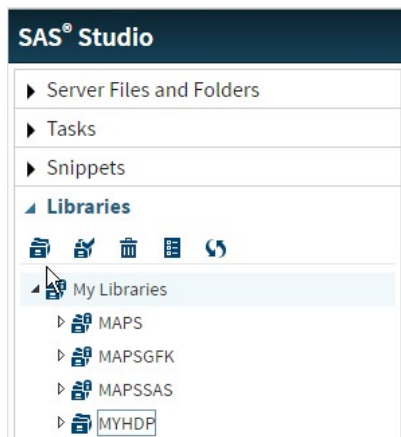 SAS® Studio
Server Files and Folders
Tasks
Snippets
Libraries
My Libraries
MAPS
MAPSGFK
MAPSSAS
MYHDP